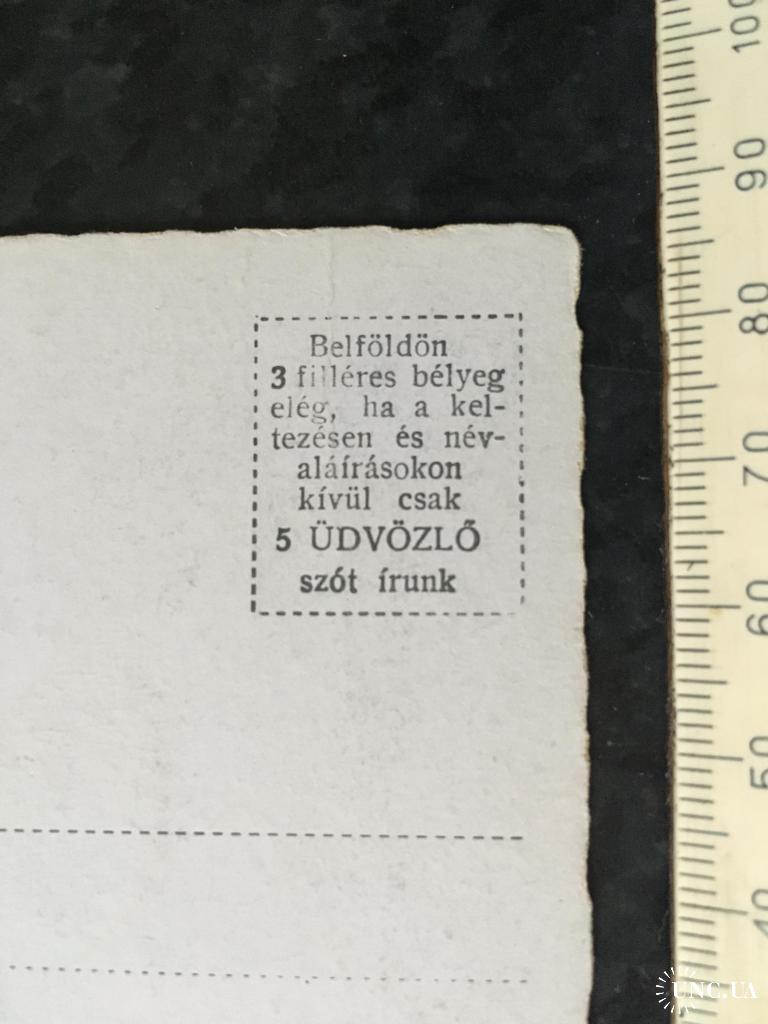 Belföldön
3 filléres bélyeg
elég, ha a kel-
tezésen és név-
aláírásokon
kívül csak
5 ÜDVÖZLŐ
szót írunk
100
90
80
70
60
50
40
UNC.UA